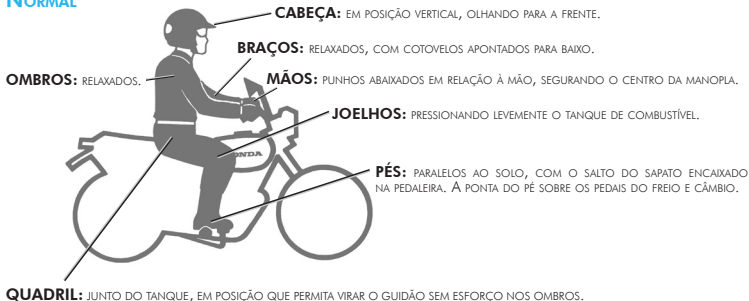 NORMAL
CABEÇA: EM POSIÇÃO VERTICAL, OLHANDO PARA A FRENTE.
BRAÇOS: RELAXADOS, COM COTOVELOS APONTADOS PARA BAIXO.
OMBROS: RELAXADOS.
MÃOS: PUNHOS ABAIXADOS EM RELAÇÃO À MÃO, SEGURANDO O CENTRO DA MANOPLA.
JOELHOS: PRESSIONANDO LEVEMENTE O TANQUE DE COMBUSTÍVEL.
HONDA
PÉS: PARALELOS AO SOLO, COM O SALTO DO SAPATO ENCAIXADO
NA PEDALEIRA. A PONTA DO PÉ SOBRE OS PEDAIS DO FREIO E CÂMBIO.
QUADRIL: JUNTO DO TANQUE, EM POSIÇÃO QUE PERMITA VIRAR O GUIDÃO SEM ESFORÇO NOS OMBROS.